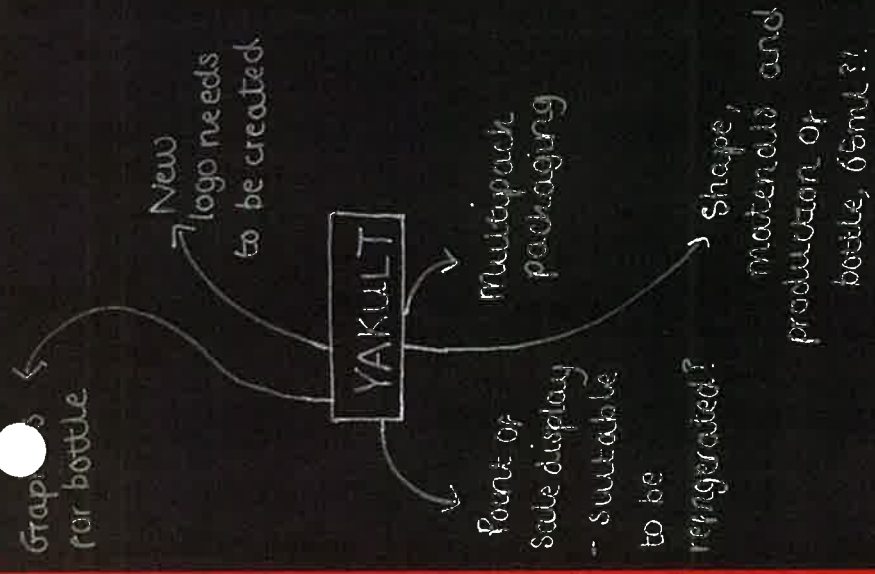 for bottle
New
logo needs
to be created
YAKULT
Multipack
packaging
Point of
Sale display
- suitable
to be
refrigerated?
Shape,
materials and
production of
bottle, 65ml?!